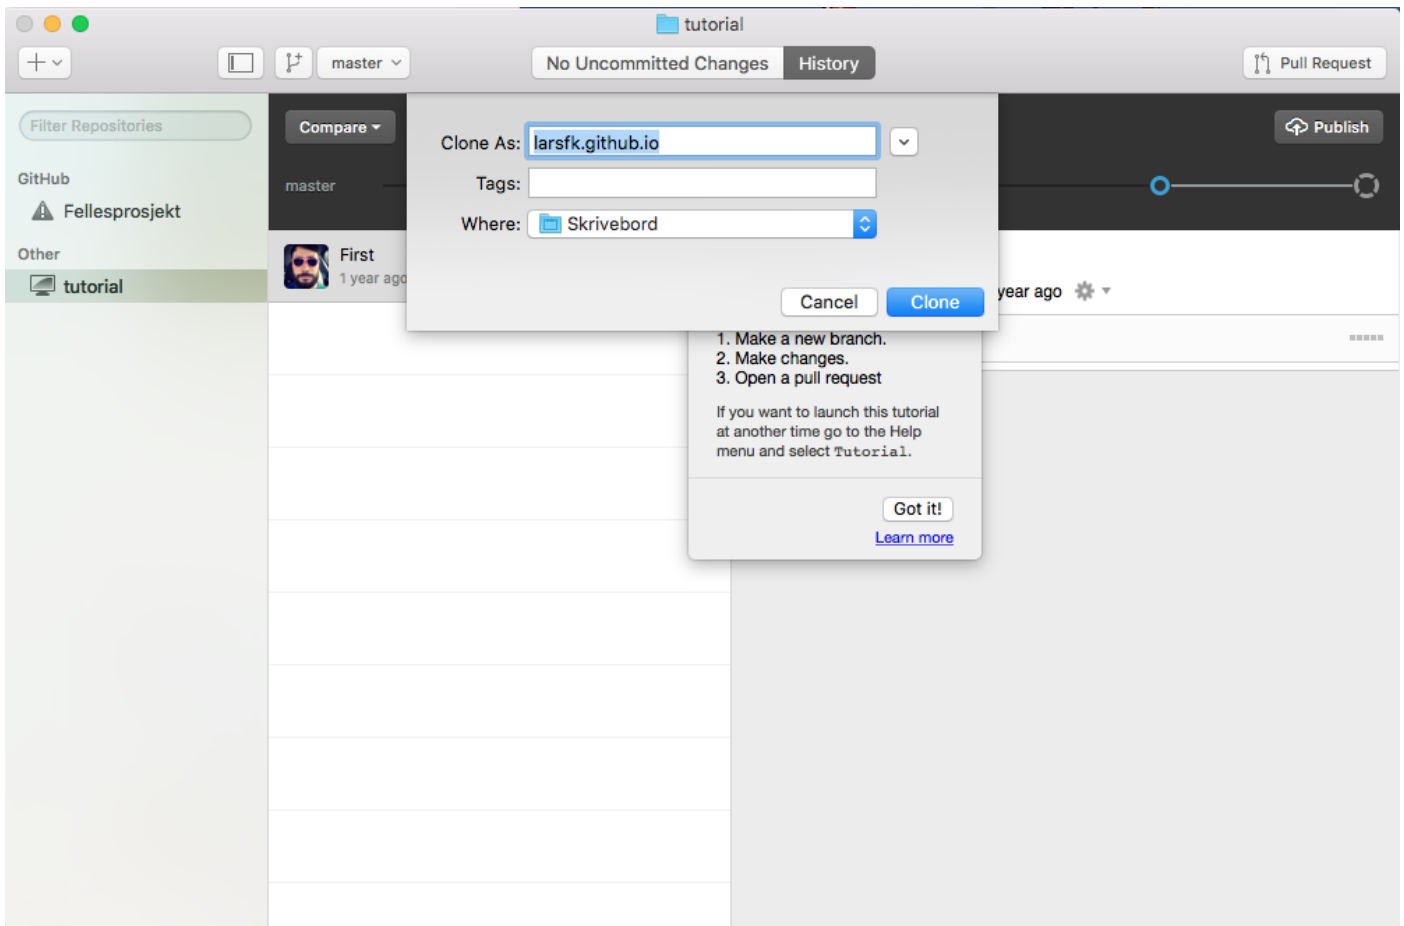 tutorial
master
No Uncommitted Changes
History
Pull Request
Filter Repositories
GitHub
Fellesprosjekt
Other
tutorial
Compare
Publish
master
Clone As: larsfk.github.io
Tags:
Where: Skrivebord
Cancel
Clone
First
1 year ago
year ago
1. Make a new branch.
2. Make changes.
3. Open a pull request
If you want to launch this tutorial
at another time go to the Help
menu and select Tutorial.
Got it!
Learn more